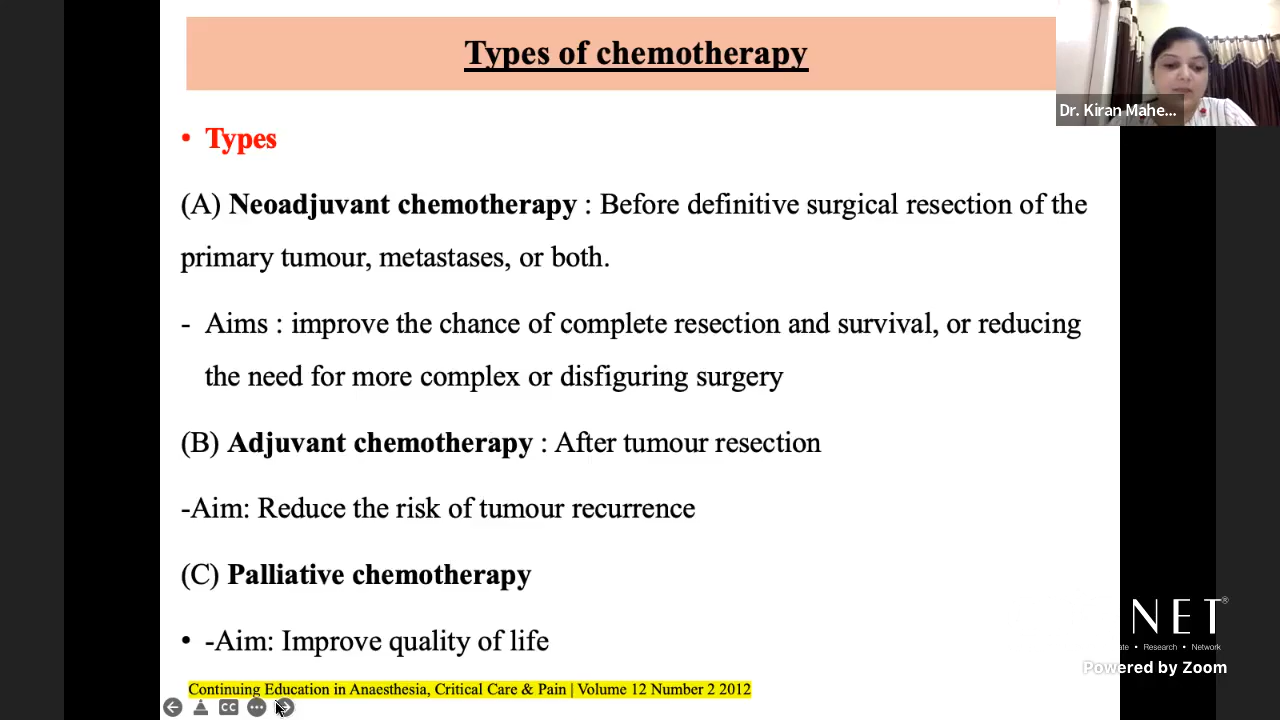 Types of chemotherapy
Dr. Kiran Mahe...
• Types
(A) Neoadjuvant chemotherapy : Before definitive surgical resection of the
primary tumour, metastases, or both.
- Aims : improve the chance of complete resection and survival, or reducing
the need for more complex or disfiguring surgery
(B) Adjuvant chemotherapy : After tumour resection
-Aim: Reduce the risk of tumour recurrence
(C) Palliative chemotherapy
• -Aim: Improve quality of life
NET®
• Research • Network
Powered by Zoom
Continuing Education in Anaesthesia, Critical Care & Pain | Volume 12 Number 2 2012
CC